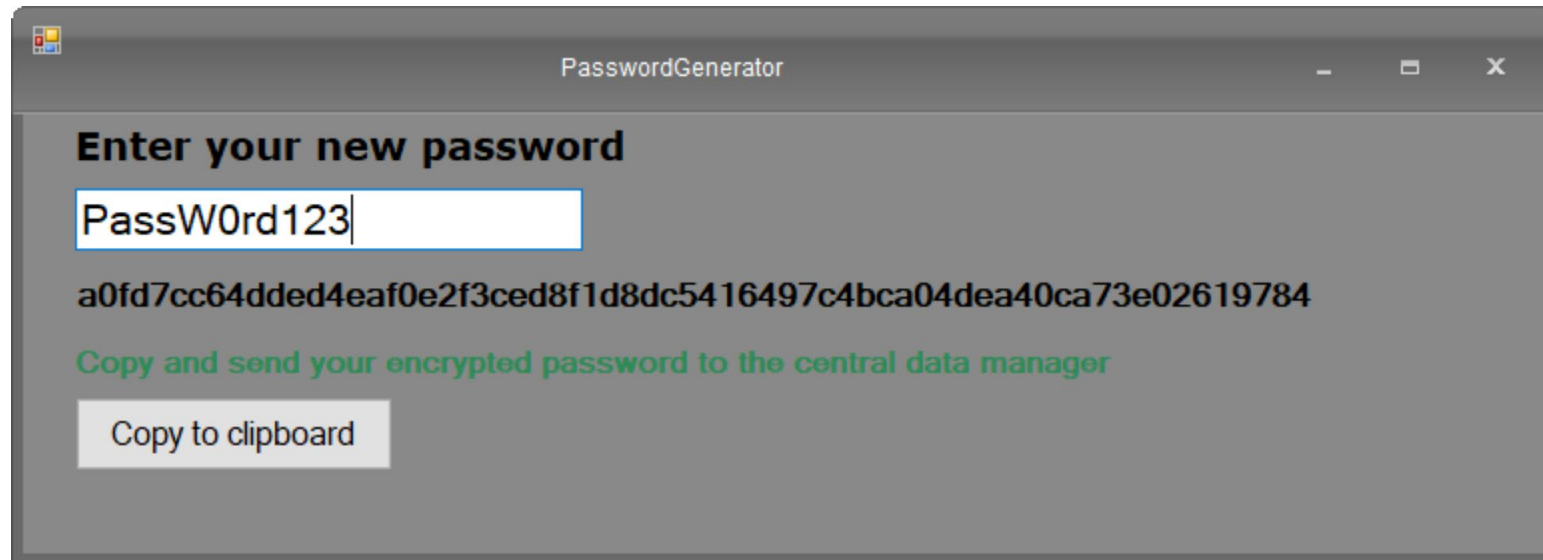 PasswordGenerator
Enter your new password
PassW0rd123
a0fd7cc64dded4eaf0e2f3ced8f1d8dc5416497c4bca04dea40ca73e02619784
Copy and send your encrypted password to the central data manager
Copy to clipboard